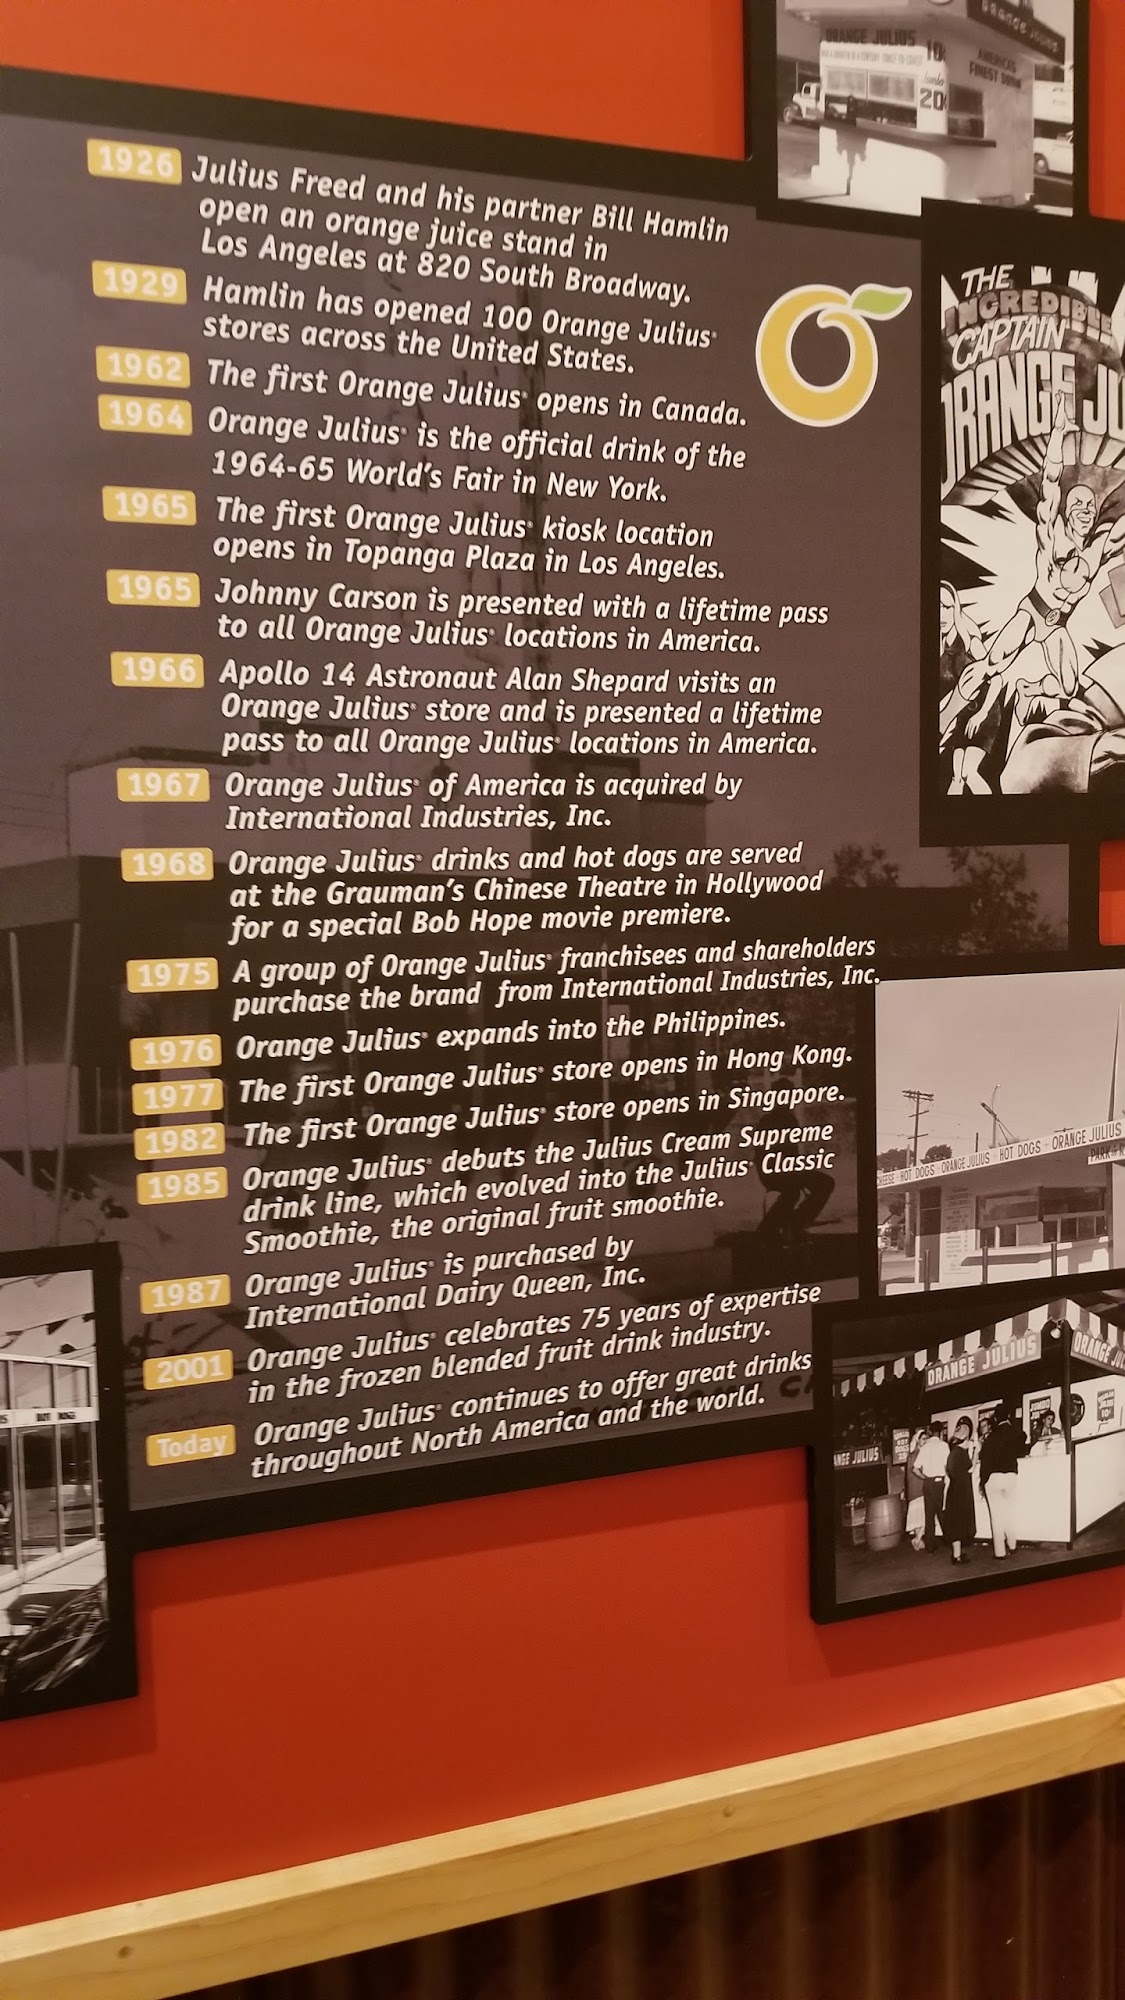 ORANGE JULIUS
ORANGE JULIUS 10¢
AMERICA'S
FINEST DRINK
20¢
1926 Julius Freed and his partner Bill Hamlin
open an orange juice stand in
Los Angeles at 820 South Broadway.
1929 Hamlin has opened 100 Orange Julius®
stores across the United States.
1962 The first Orange Julius® opens in Canada.
1964 Orange Julius® is the official drink of the
1964-65 World's Fair in New York.
1965 The first Orange Julius® kiosk location
opens in Topanga Plaza in Los Angeles.
1965 Johnny Carson is presented with a lifetime pass
to all Orange Julius® locations in America.
1966 Apollo 14 Astronaut Alan Shepard visits an
Orange Julius® store and is presented a lifetime
pass to all Orange Julius® locations in America.
1967 Orange Julius® of America is acquired by
International Industries, Inc.
1968 Orange Julius® drinks and hot dogs are served
at the Grauman's Chinese Theatre in Hollywood
for a special Bob Hope movie premiere.
1975 A group of Orange Julius® franchisees and shareholders
purchase the brand from International Industries, Inc.
1976 Orange Julius® expands into the Philippines.
1977 The first Orange Julius® store opens in Hong Kong.
1982 The first Orange Julius® store opens in Singapore.
1985 Orange Julius® debuts the Julius Cream Supreme
drink line, which evolved into the Julius® Classic
Smoothie, the original fruit smoothie.
1987 Orange Julius® is purchased by
International Dairy Queen, Inc.
2001 Orange Julius® celebrates 75 years of expertise
in the frozen blended fruit drink industry.
Today Orange Julius® continues to offer great drinks
throughout North America and the world.
THE
INCREDIBLE
CAPTAIN
ORANGE JU
HOT DOGS ORANGE JULIUS HOT DOGS ORANGE JULIUS
ORANGE JULIUS
ORANGE JUL
ANGE JULIUS
HOT DOGS